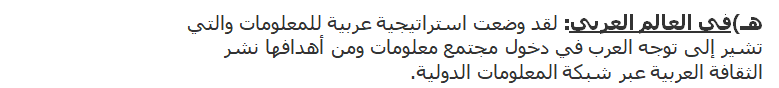 هـ)في العالم العربي: لقد وضعت استراتيجية عربية للمعلومات والتي
تشير إلى توجه العرب في دخول مجتمع معلومات ومن أهدافها نشر
الثقافة العربية عبر شبكة المعلومات الدولية.